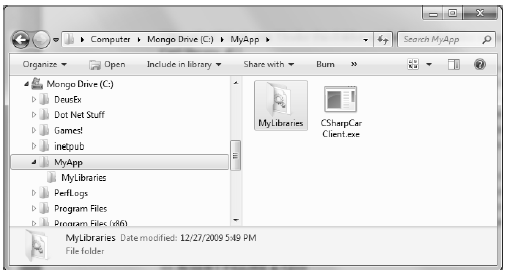 Computer ▸ Mongo Drive (C:) ▸ MyApp ▸
Search MyApp
Organize Open Include in library Share with Burn »
Mongo Drive (C:)
DeusEx
Dot Net Stuff
Games!
inetpub
MyApp
MyLibraries
PerfLogs
Program Files
Program Files (x86)
MyLibraries
CSharpCar
Client.exe
MyLibraries Date modified: 12/27/2009 5:49 PM
File folder